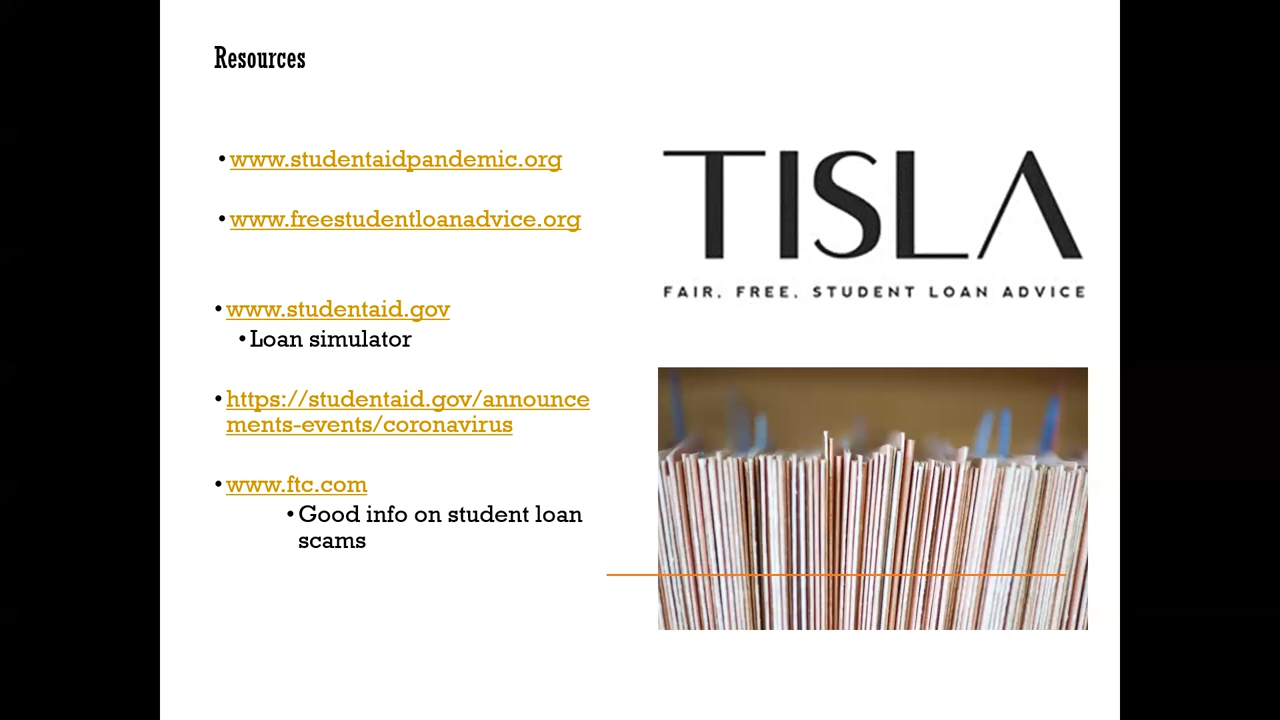 Resources
• www.studentaidpandemic.org
• www.freestudentloanadvice.org
• www.studentaid.gov
• Loan simulator
• https://studentaid.gov/announce
ments-events/coronavirus
• www.ftc.com
• Good info on student loan
scams
TISLA
FAIR. FREE. STUDENT LOAN ADVICE